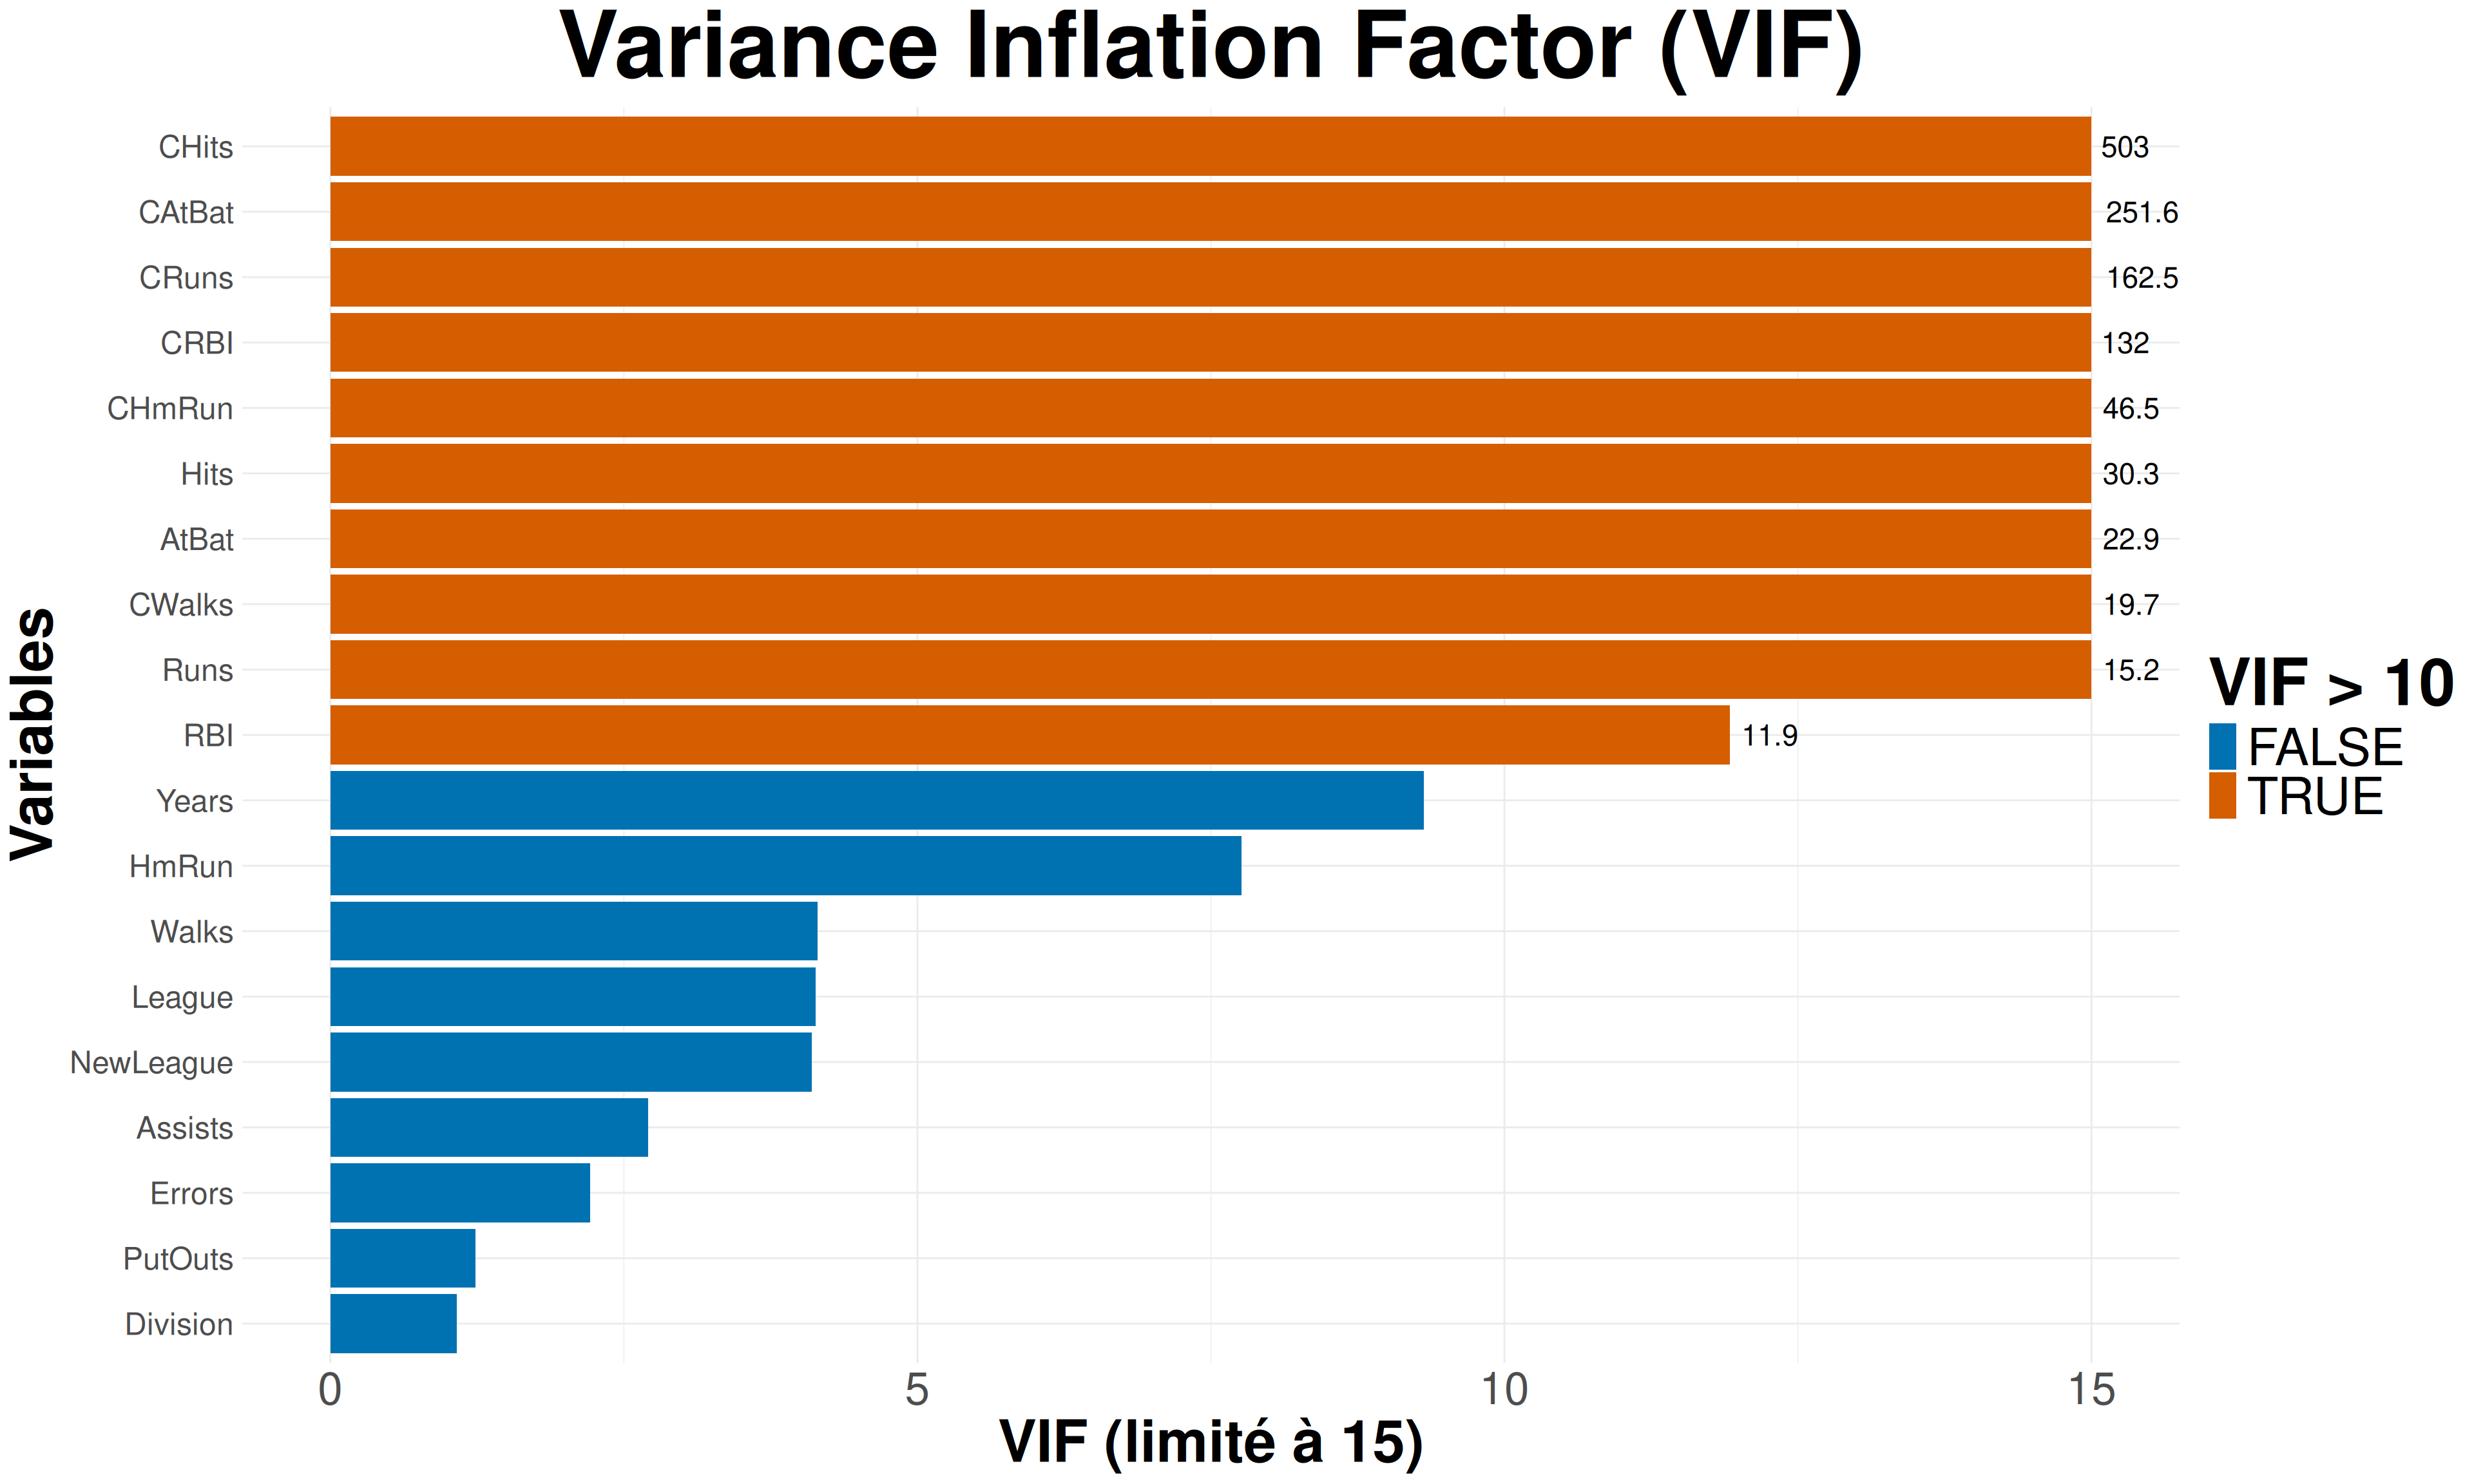 Variance Inflation Factor (VIF)
CHits 503
CAtBat 251.6
CRuns 162.5
CRBI 132
CHmRun 46.5
Hits 30.3
AtBat 22.9
CWalks 19.7
Runs 15.2
RBI 11.9
Years
HmRun
Walks
League
NewLeague
Assists
Errors
PutOuts
Division
0 5 10 15
VIF (limité à 15)
Variables
VIF > 10
FALSE
TRUE